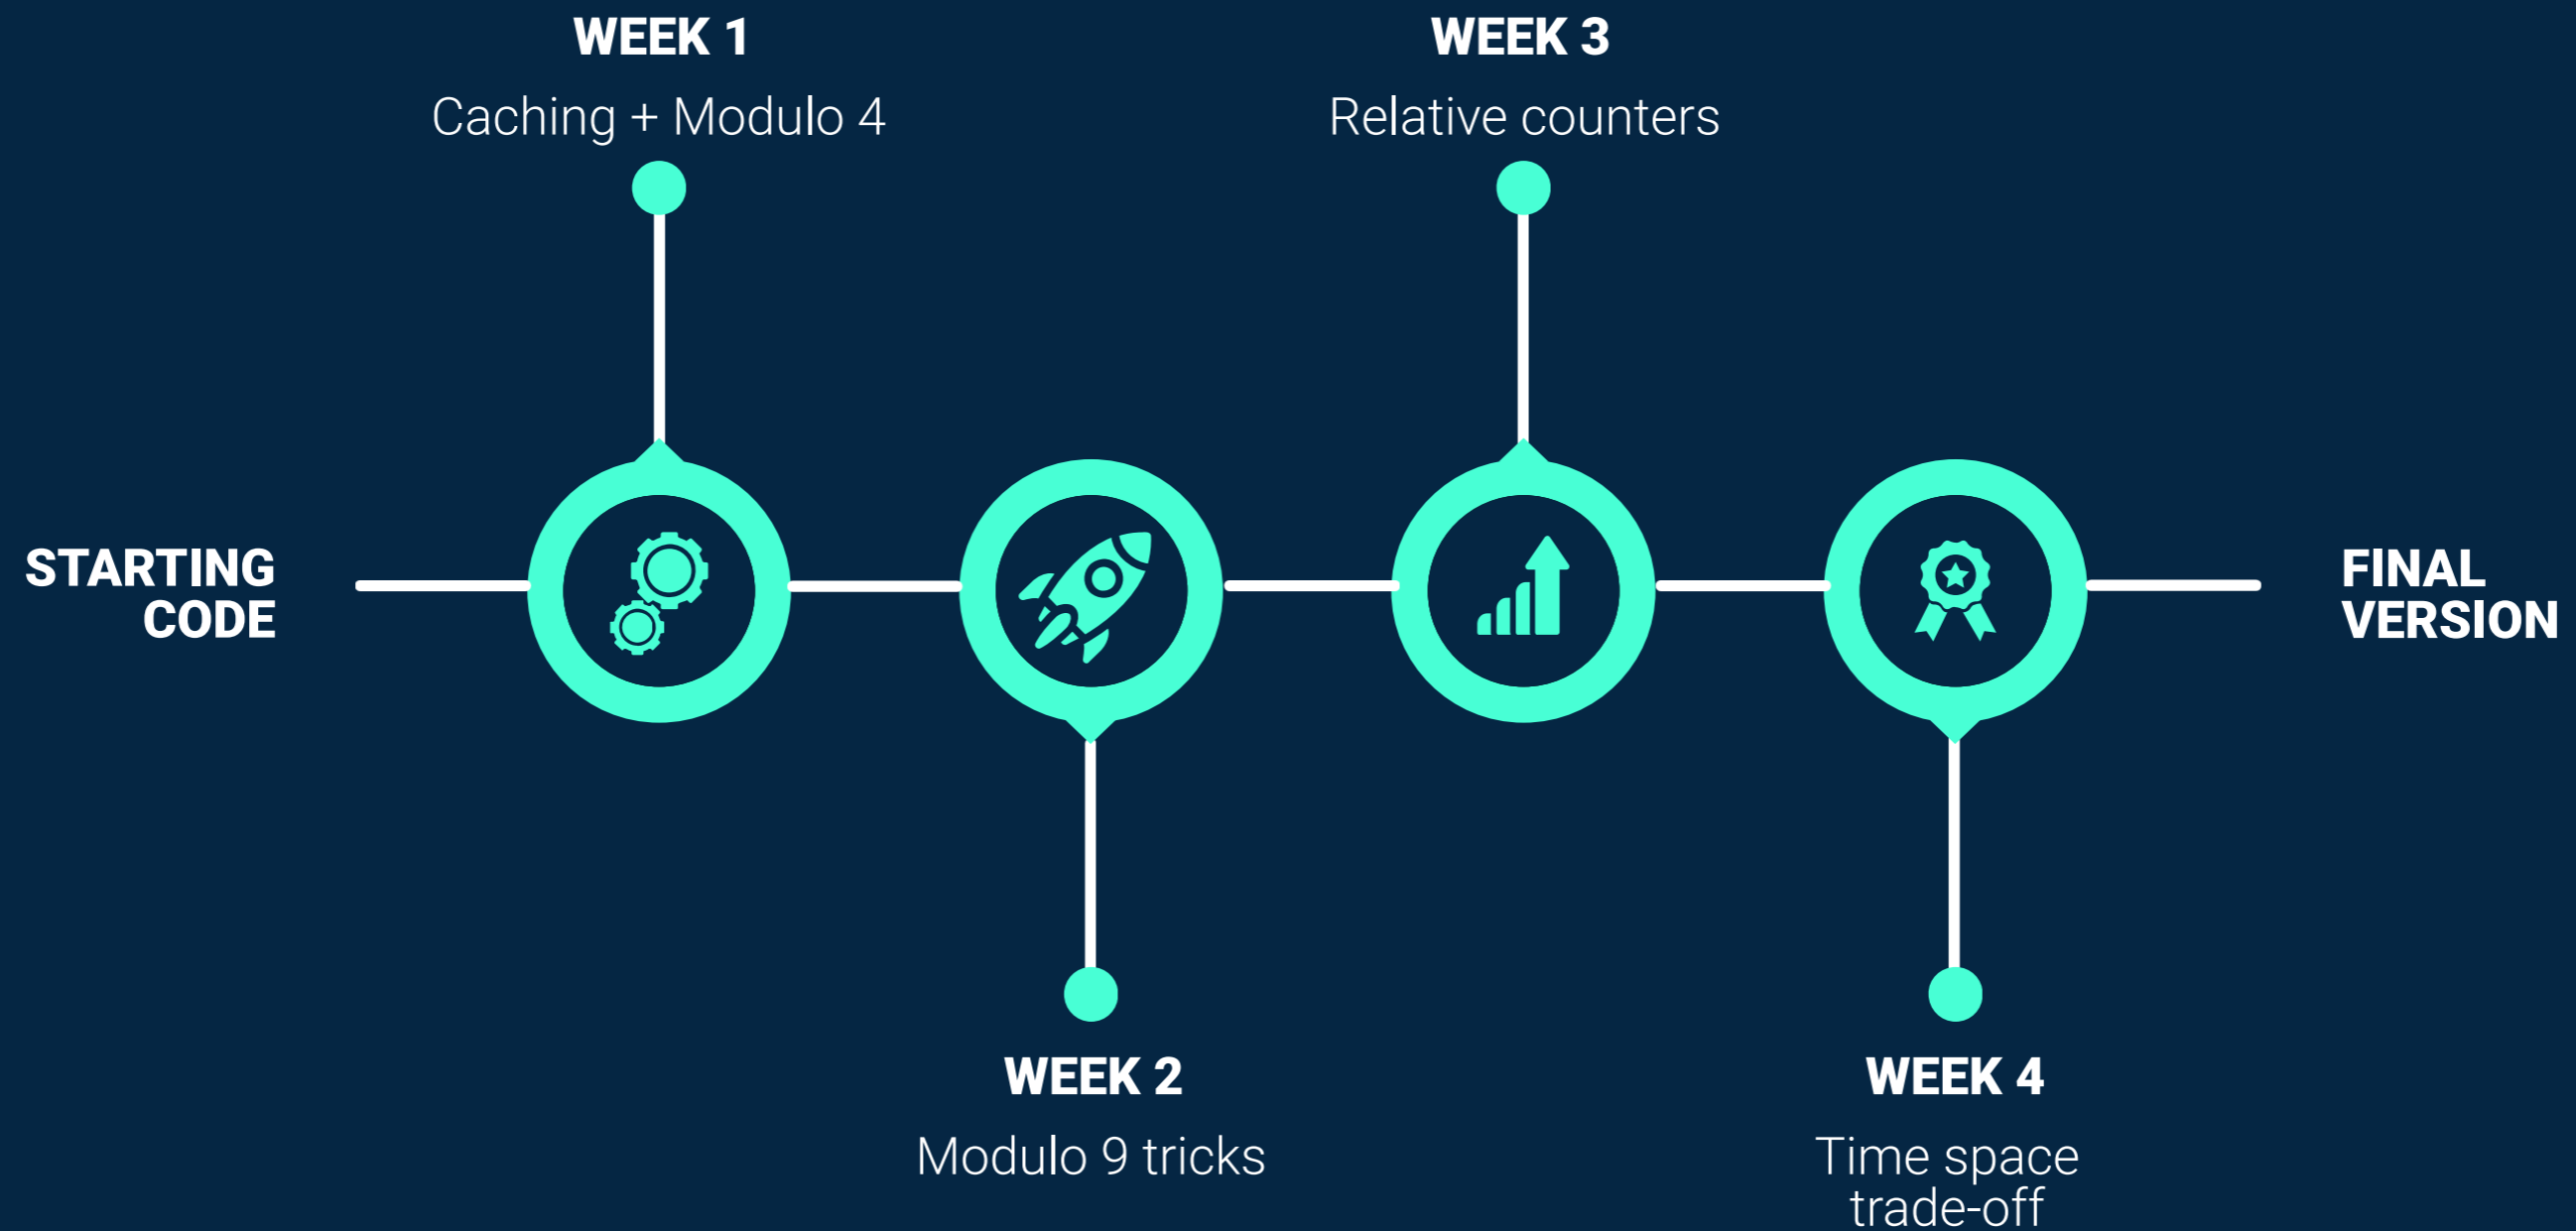 WEEK 1
Caching + Modulo 4
WEEK 3
Relative counters
STARTING
CODE
FINAL
VERSION
WEEK 2
Modulo 9 tricks
WEEK 4
Time space
trade-off